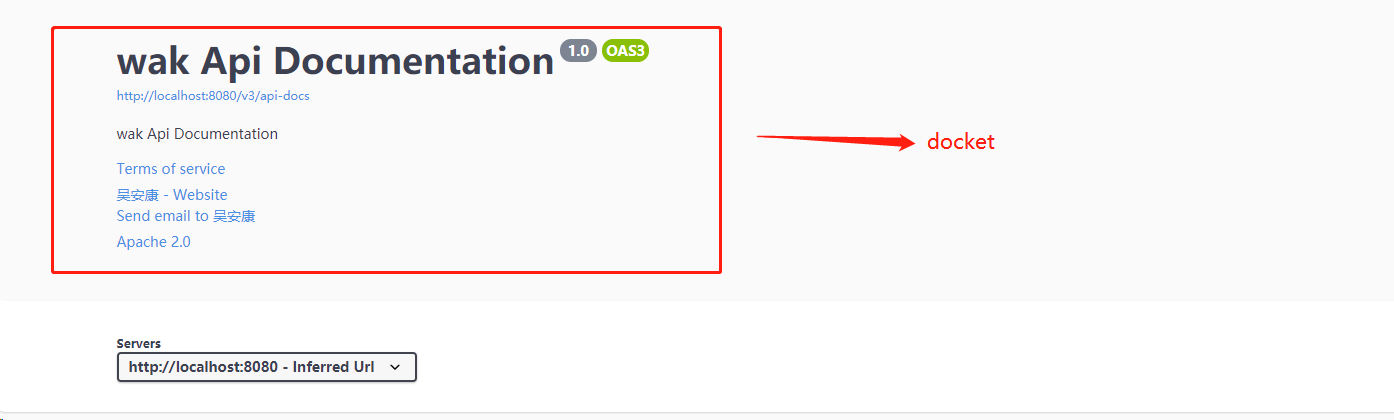 wak Api Documentation 1.0 OAS3
http://localhost:8080/v3/api-docs
wak Api Documentation
docket
Terms of service
吴安康 - Website
Send email to 吴安康
Apache 2.0
Servers
http://localhost:8080 - Inferred Url